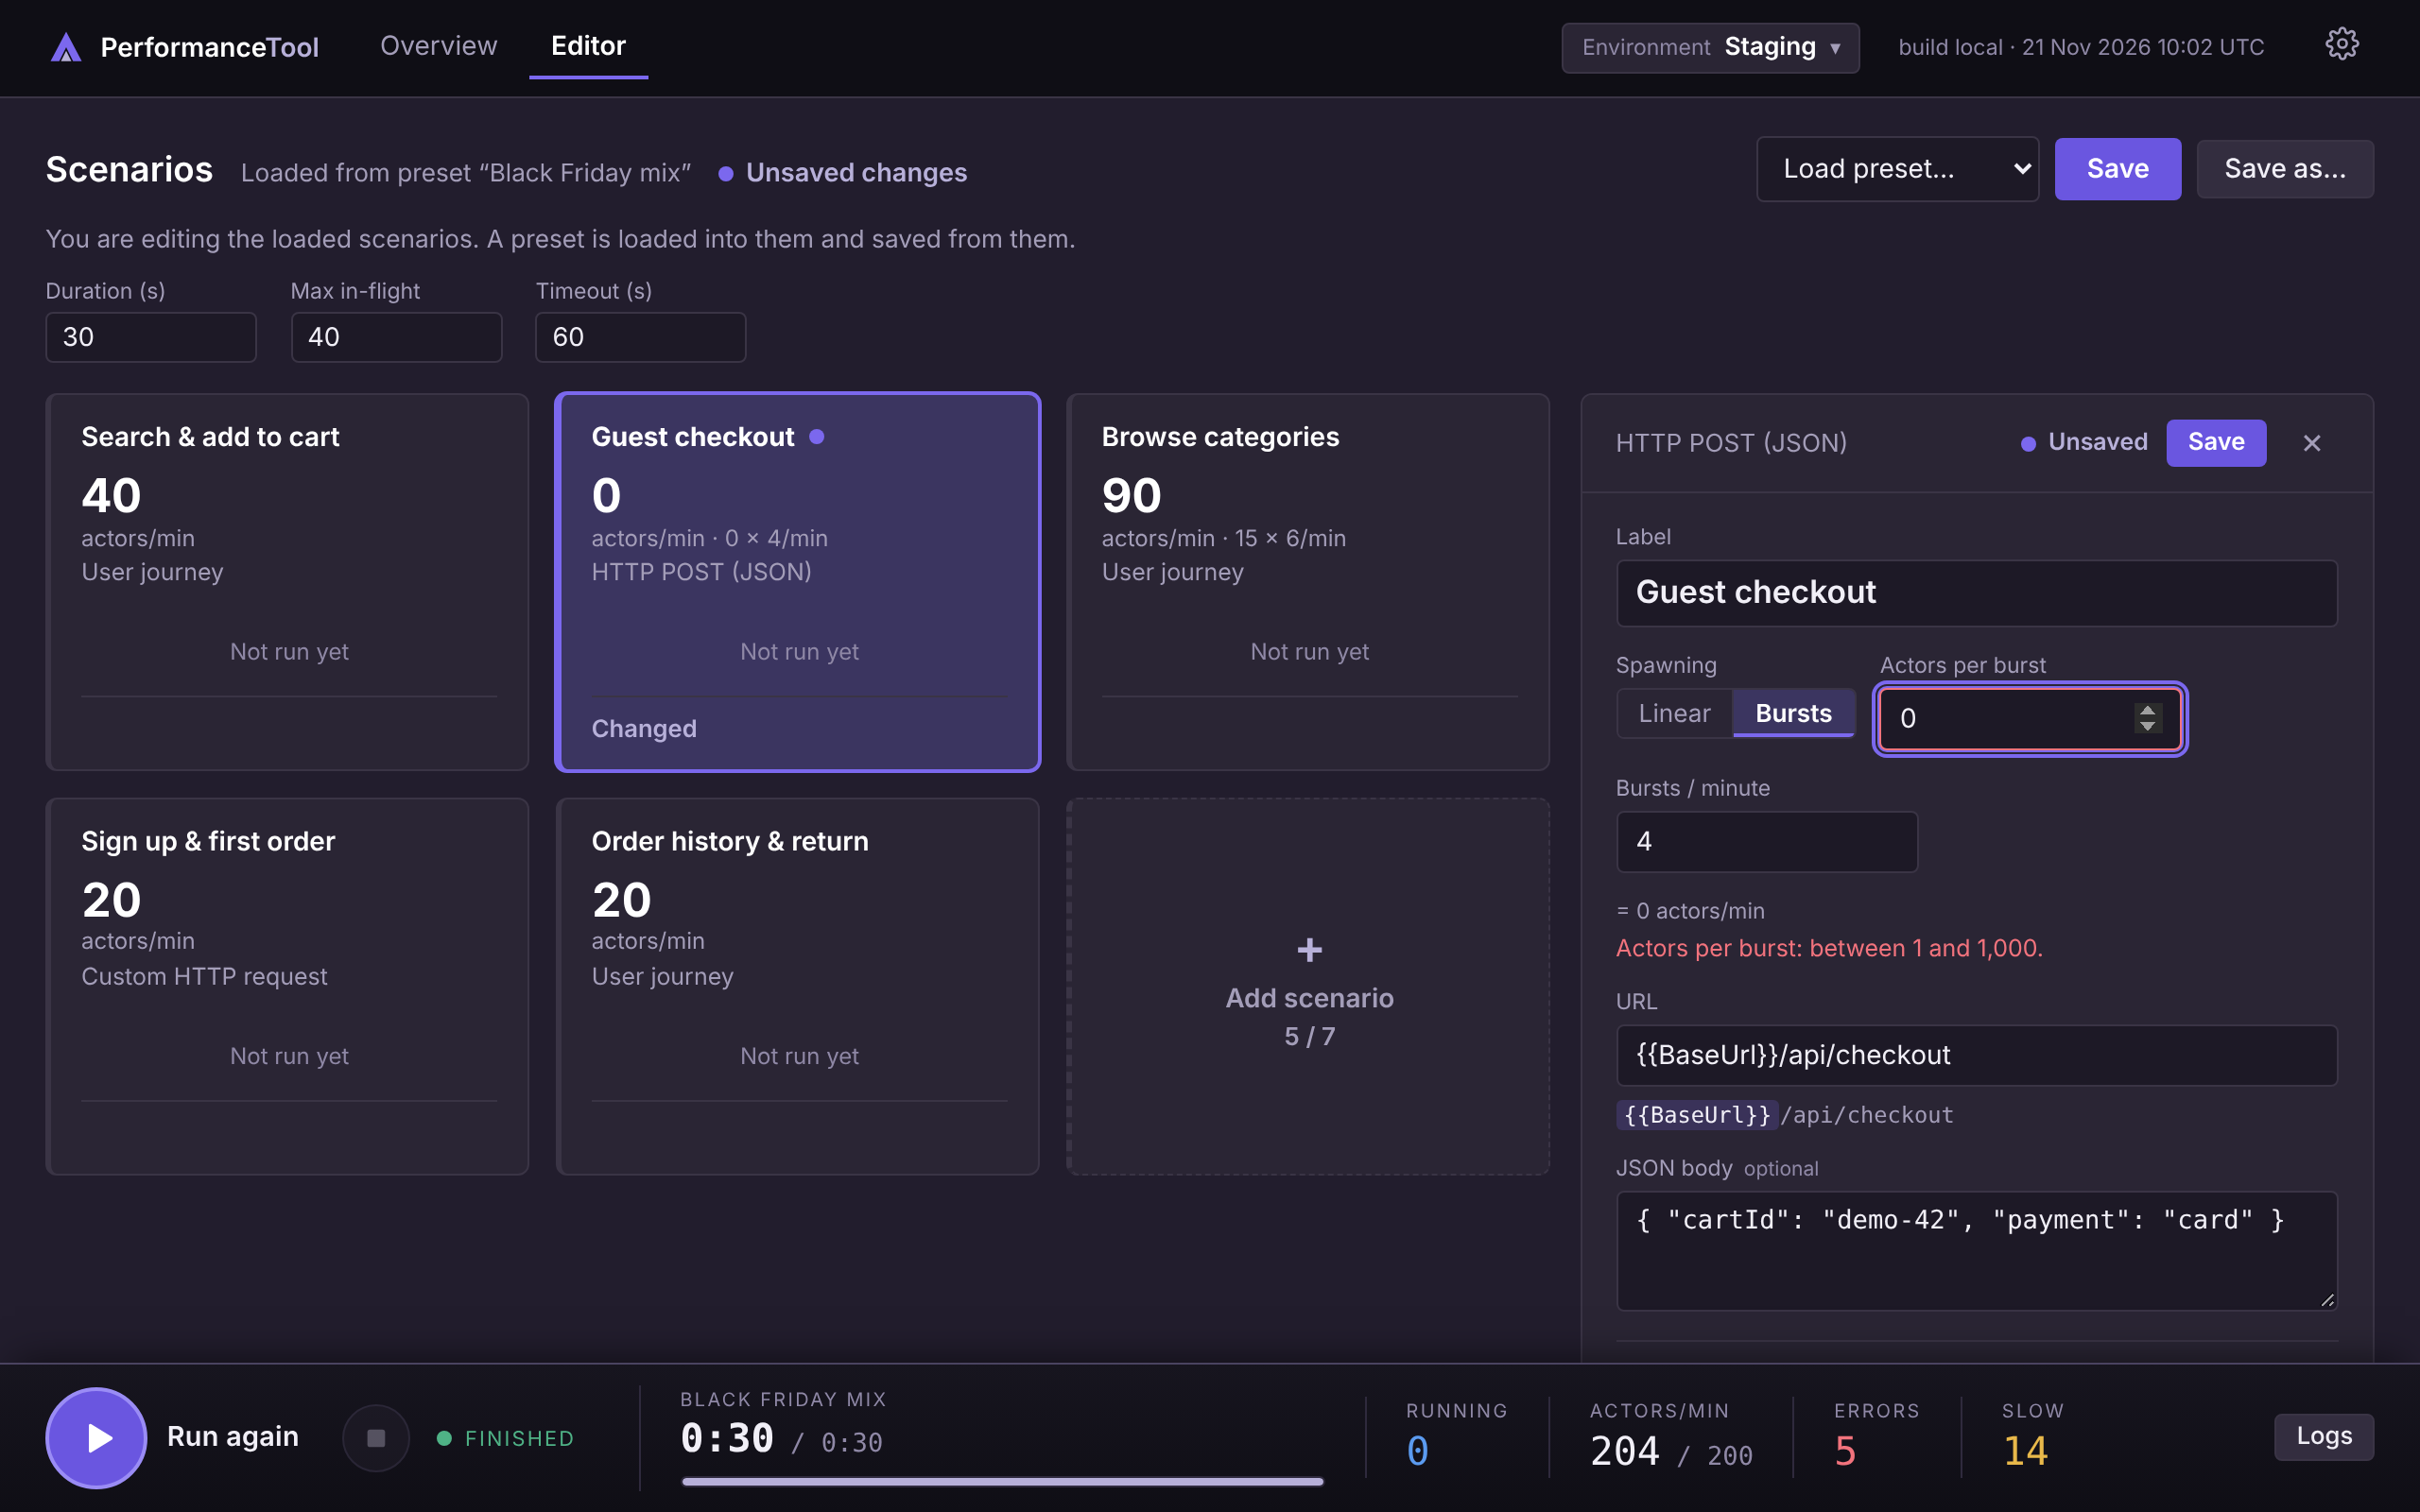 PerformanceTool
Overview
Editor
Environment Staging ▾
build local · 21 Nov 2026 10:02 UTC
Scenarios
Loaded from preset “Black Friday mix”
Unsaved changes
Load preset...
Save
Save as...
You are editing the loaded scenarios. A preset is loaded into them and saved from them.
Duration (s)
30
Max in-flight
40
Timeout (s)
60
Search & add to cart
40
actors/min
User journey
Not run yet
Guest checkout
0
actors/min · 0 × 4/min
HTTP POST (JSON)
Not run yet
Changed
Browse categories
90
actors/min · 15 × 6/min
User journey
Not run yet
Sign up & first order
20
actors/min
Custom HTTP request
Not run yet
Order history & return
20
actors/min
User journey
Not run yet
+
Add scenario
5 / 7
HTTP POST (JSON)
Unsaved
Save
×
Label
Guest checkout
Spawning
Linear
Bursts
Actors per burst
0
Bursts / minute
4
= 0 actors/min
Actors per burst: between 1 and 1,000.
URL
{{BaseUrl}}/api/checkout
{{BaseUrl}}/api/checkout
JSON body optional
{ "cartId": "demo-42", "payment": "card" }
Run again
FINISHED
BLACK FRIDAY MIX
0:30 / 0:30
RUNNING
0
ACTORS/MIN
204 / 200
ERRORS
5
SLOW
14
Logs